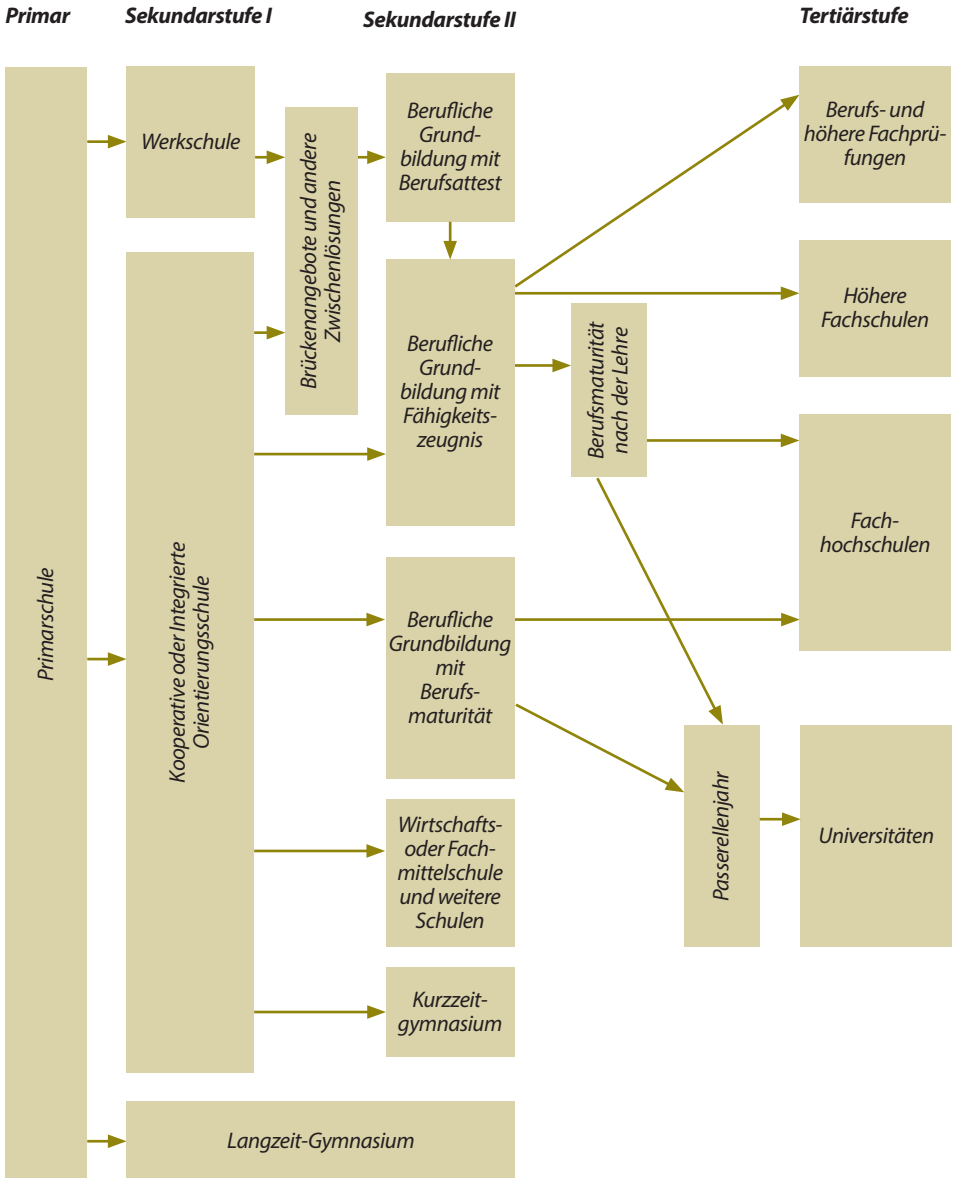 Primar
Sekundarstufe I
Sekundarstufe II
Tertiärstufe
Primarschule
Werkschule
Kooperative oder Integrierte
Orientierungsschule
Brückenangebote und andere
Zwischenlösungen
Berufliche
Grund-
bildung mit
Berufsattest
Berufliche
Grund-
bildung mit
Fähigkeits-
zeugnis
Berufliche
Grundbildung
mit
Berufs-
maturität
Wirtschafts-
oder Fach-
mittelschule
und weitere
Schulen
Kurzzeit-
gymnasium
Langzeit-Gymnasium
Berufsmaturität
nach der Lehre
Passerellenjahr
Berufs- und
höhere Fachprü-
fungen
Höhere
Fachschulen
Fach-
hochschulen
Universitäten